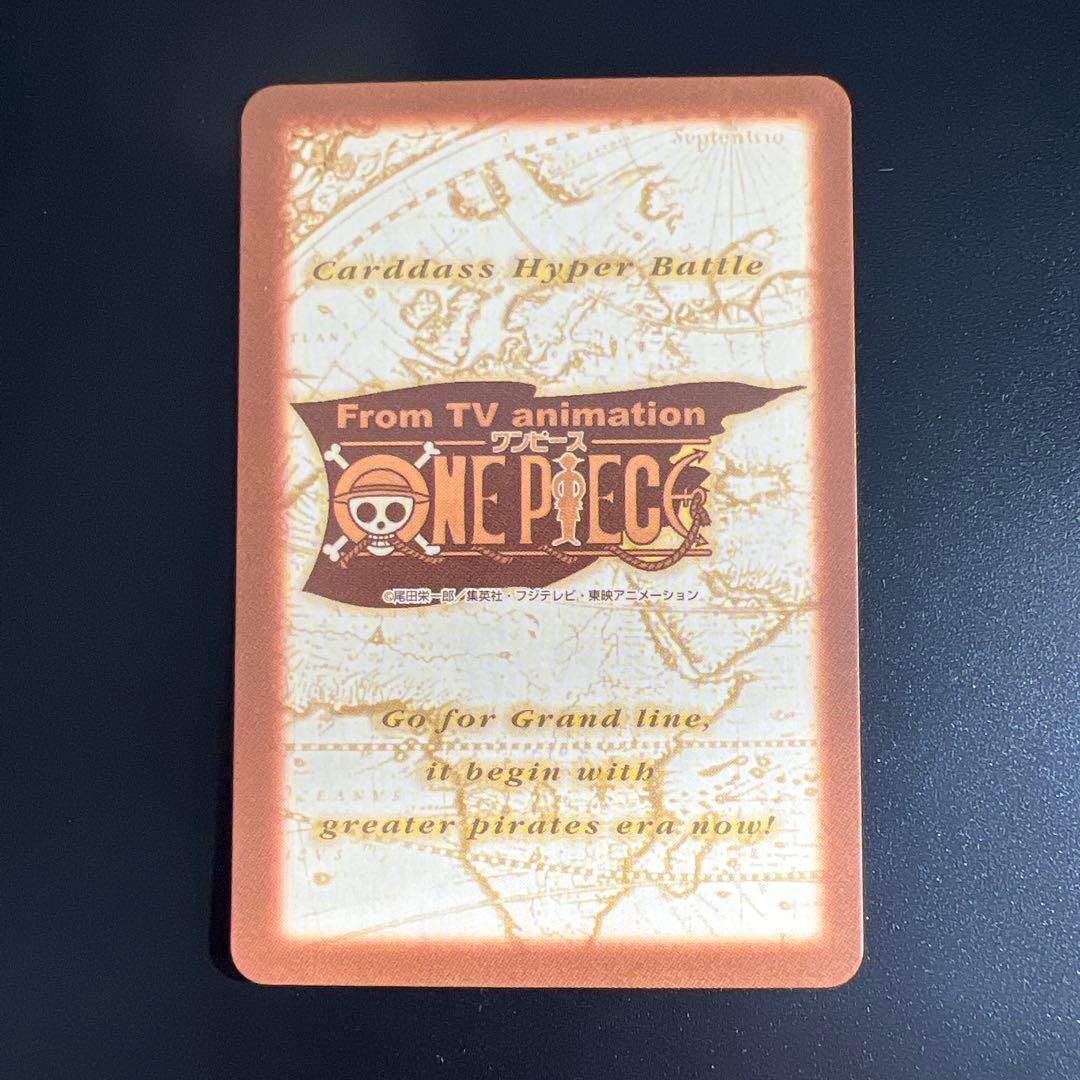 Septentrio
Carddass Hyper Battle
From TV animation
ワンピース
ONE PIECE
©尾田栄一郎／集英社・フジテレビ・東映アニメーション
Go for Grand line,
it begin with
greater pirates era now!